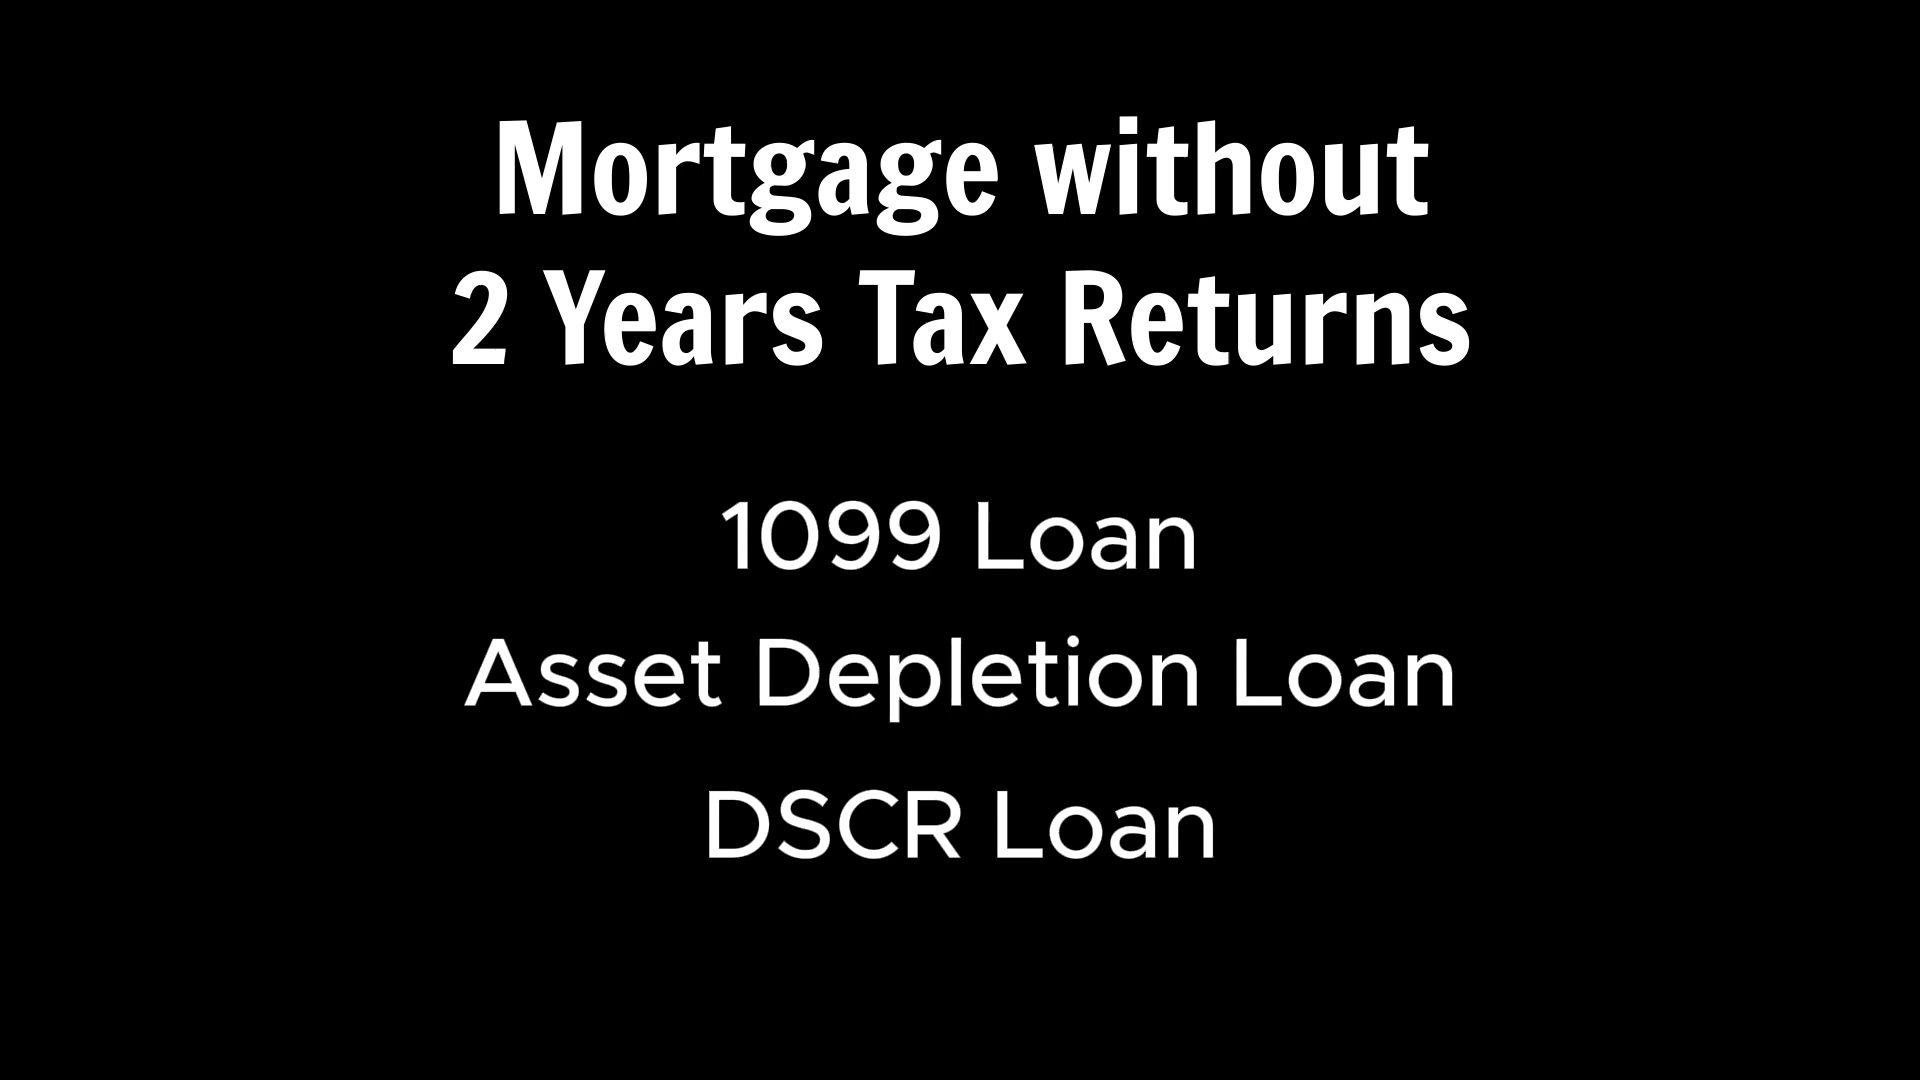 Mortgage without
2 Years Tax Returns
1099 Loan
Asset Depletion Loan
DSCR Loan